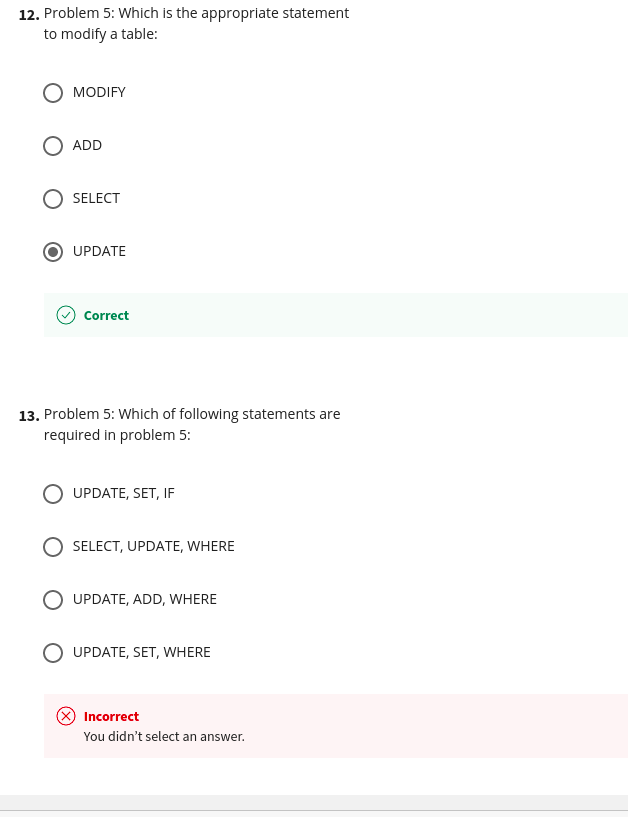 12. Problem 5: Which is the appropriate statement
to modify a table:
MODIFY
ADD
SELECT
UPDATE
Correct
13. Problem 5: Which of following statements are
required in problem 5:
UPDATE, SET, IF
SELECT, UPDATE, WHERE
UPDATE, ADD, WHERE
UPDATE, SET, WHERE
Incorrect
You didn’t select an answer.